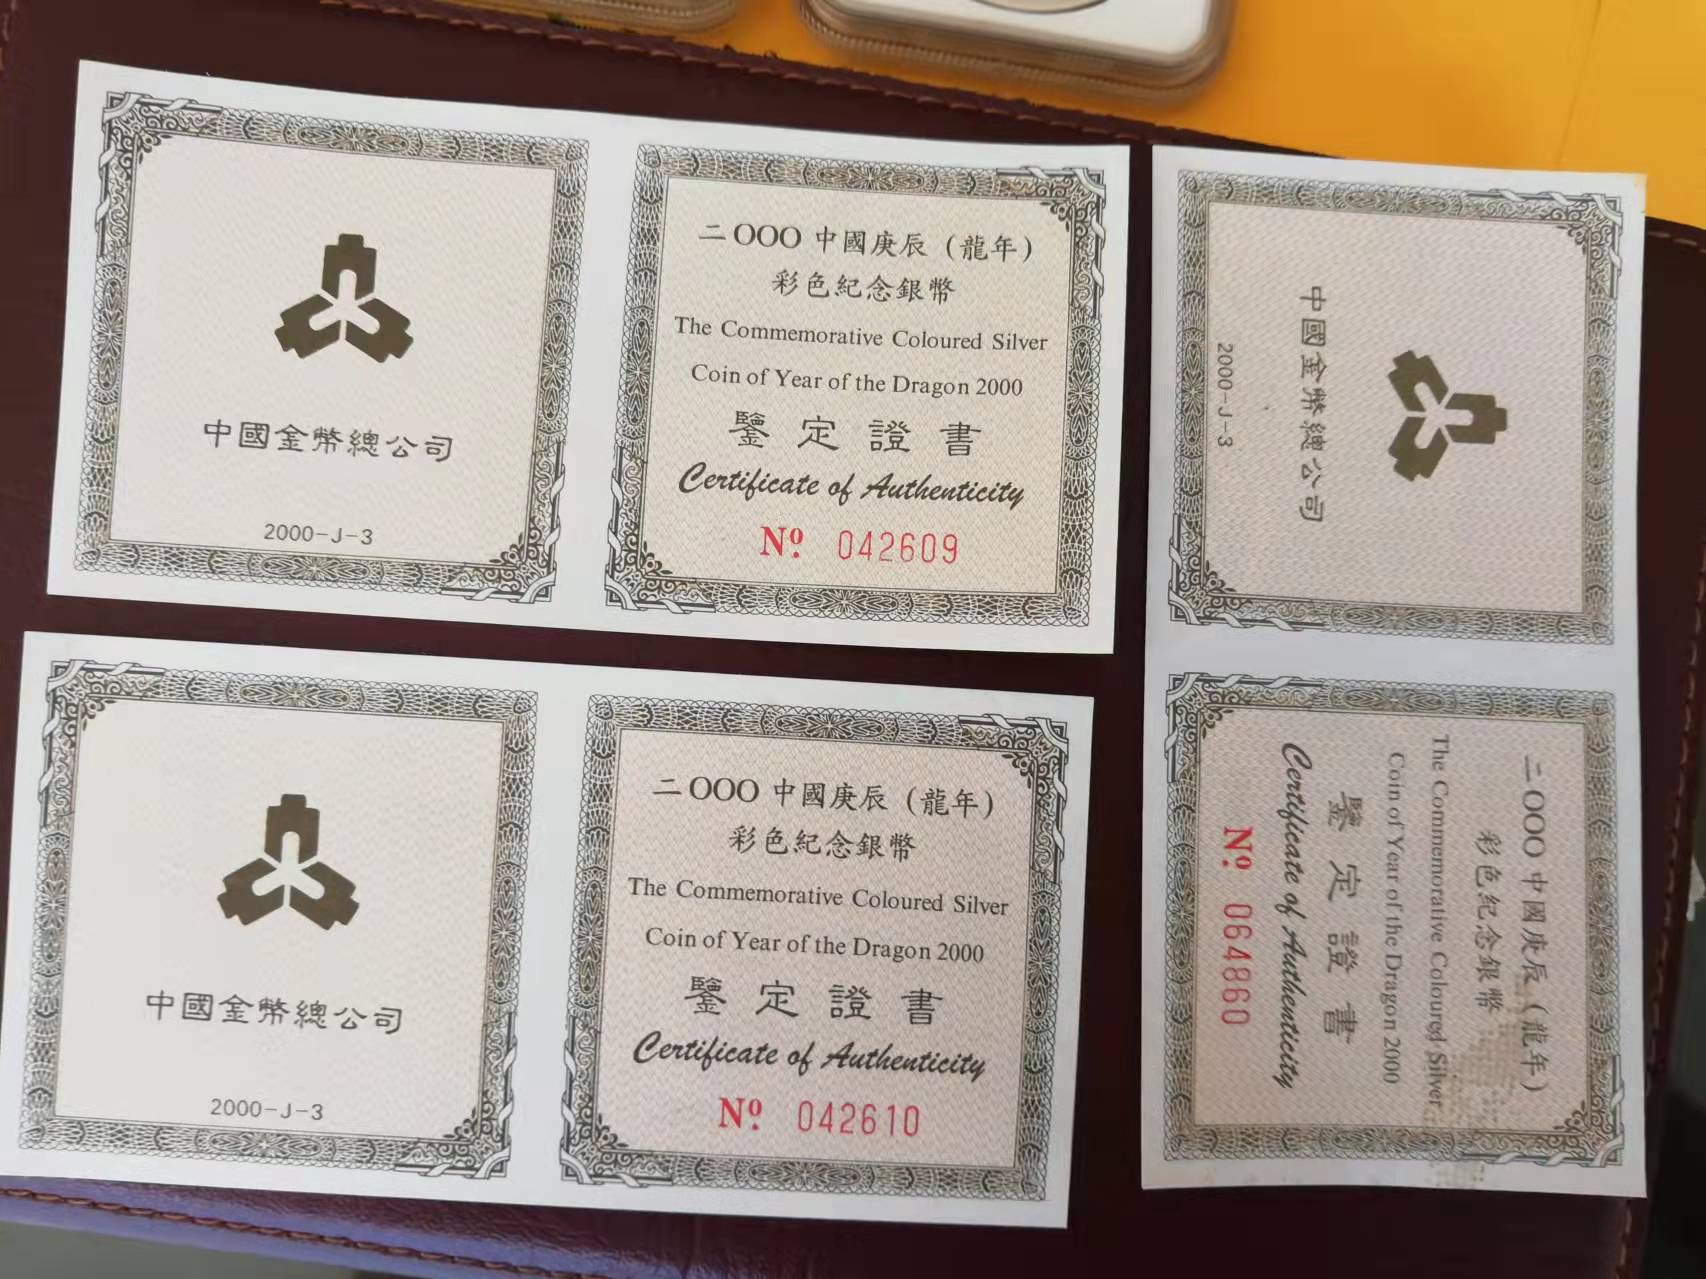 中國金幣總公司
2000-J-3
二OOO 中國庚辰（龍年）
彩色紀念銀幣
The Commemorative Coloured Silver
Coin of Year of the Dragon 2000
鑒定證書
Certificate of Authenticity
Nº 042609
中國金幣總公司
2000-J-3
二OOO 中國庚辰（龍年）
彩色紀念銀幣
The Commemorative Coloured Silver
Coin of Year of the Dragon 2000
鑒定證書
Certificate of Authenticity
Nº 042610
中國金幣總公司
2000-J-3
二OOO 中國庚辰（龍年）
彩色紀念銀幣
The Commemorative Coloured Silver
Coin of Year of the Dragon 2000
鑒定證書
Certificate of Authenticity
Nº 064860